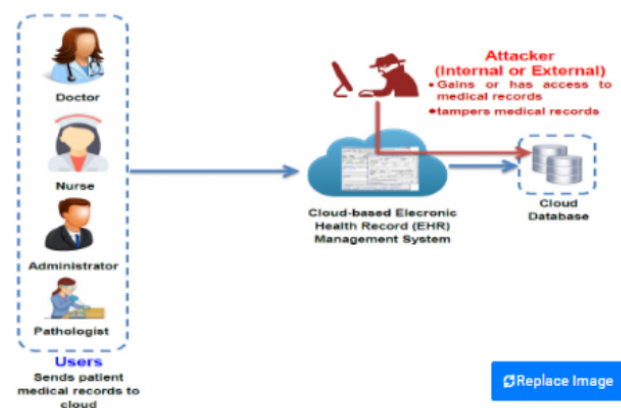 Doctor
Nurse
Administrator
Pathologist
Users
Sends patient
medical records to
cloud
Attacker
(Internal or External)
•Gains or has access to
medical records
•tampers medical records
Cloud-based Elecronic
Health Record (EHR)
Management System
Cloud
Database
Replace Image